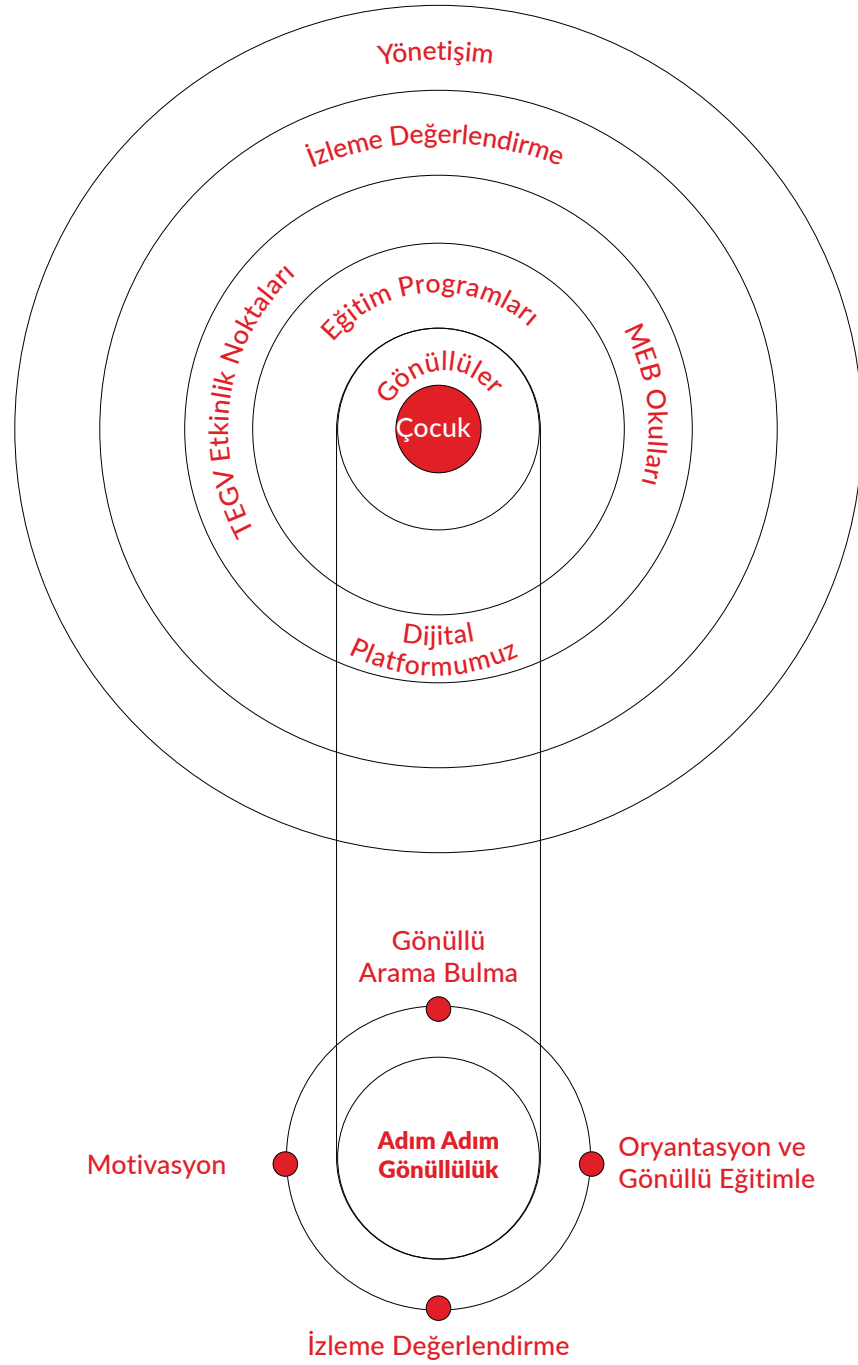 Yönetişim
İzleme Değerlendirme
Eğitim Programları
TEGV Etkinlik Noktaları
MEB Okulları
Gönüllüler
Çocuk
Dijital
Platformumuz
Gönüllü
Arama Bulma
Adım Adım
Gönüllülük
Motivasyon
Oryantasyon ve
Gönüllü Eğitimle
İzleme Değerlendirme